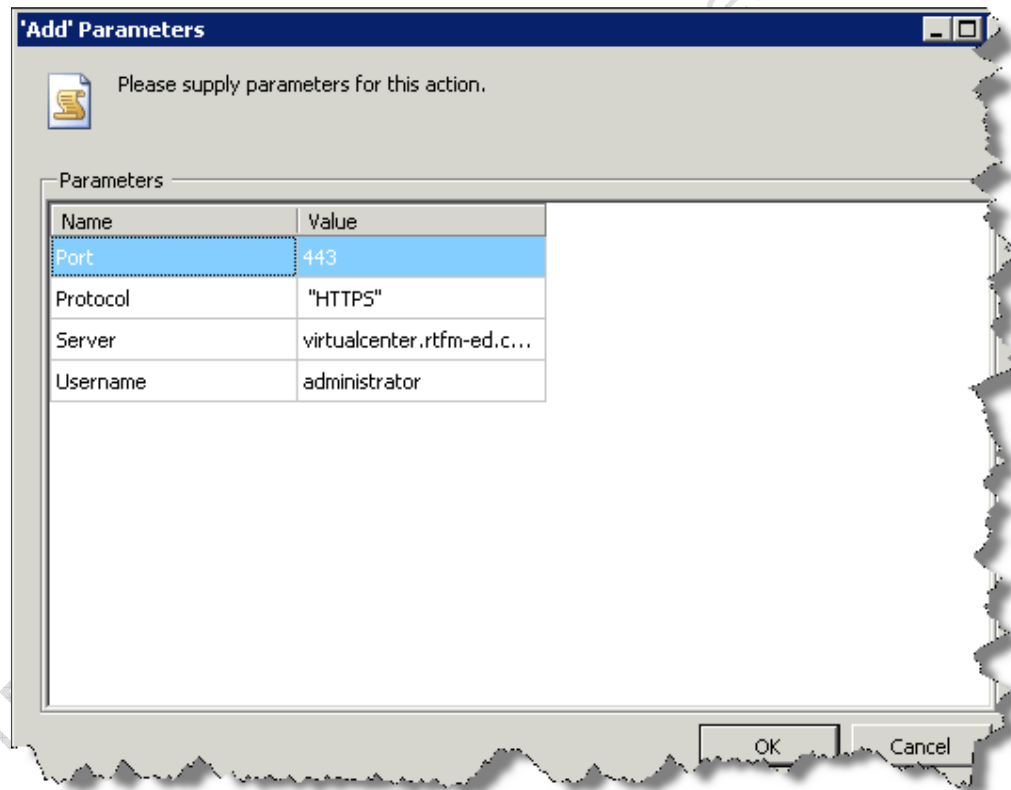 'Add' Parameters
Please supply parameters for this action.
Parameters
Name Value
Port 443
Protocol "HTTPS"
Server virtualcenter.rtfm-ed.c...
Username administrator
OK Cancel